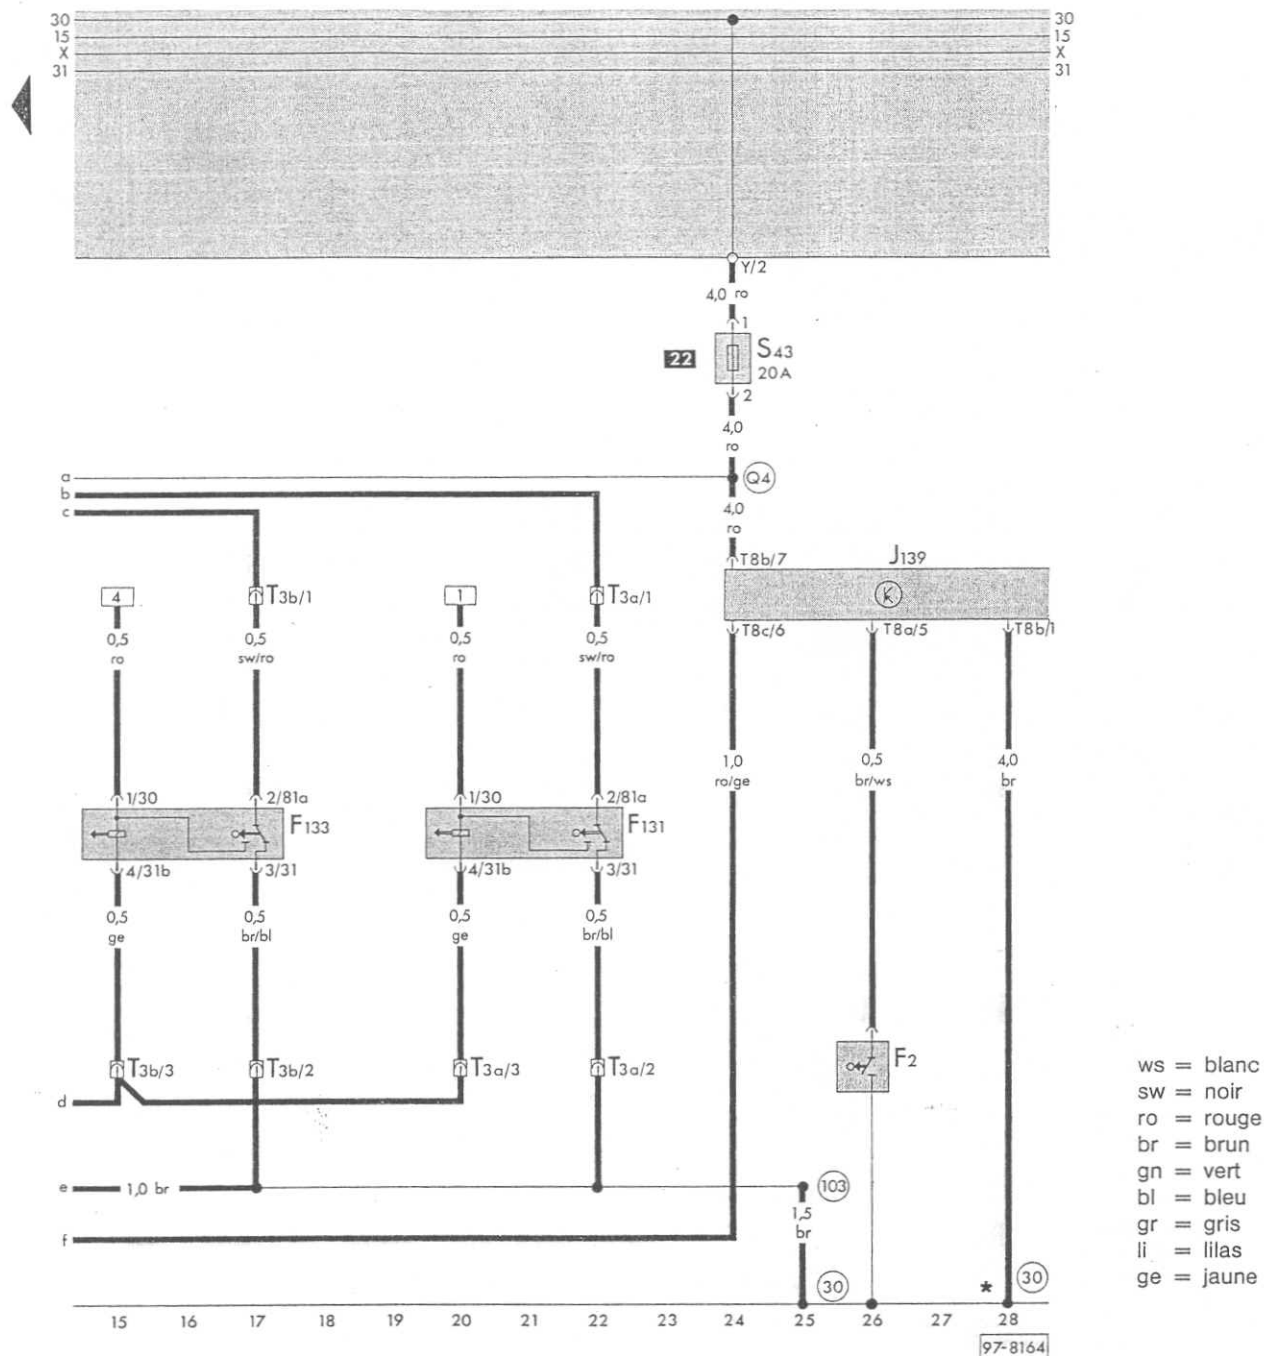 30 30
15 15
X X
31 31
Y/2
4,0 ro
1
22 S43
20A
2
4,0
ro
a
Q4
b
4,0
c
ro
T8b/7 J139
4 T3b/1 1 T3a/1
T8c/6 T8a/5 T8b/1
0,5 0,5 0,5 0,5
ro sw/ro ro sw/ro
1,0 0,5 4,0
ro/ge br/ws br
1/30 2/81a 1/30 2/81a
F133 F131
4/31b 3/31 4/31b 3/31
0,5 0,5 0,5 0,5
ge br/bl ge br/bl
F2
T3b/3 T3b/2 T3a/3 T3a/2
d
e 1,0 br 103
1,5
br
f
30 * 30
15 16 17 18 19 20 21 22 23 24 25 26 27 28
97-8164
ws = blanc
sw = noir
ro = rouge
br = brun
gn = vert
bl = bleu
gr = gris
li = lilas
ge = jaune